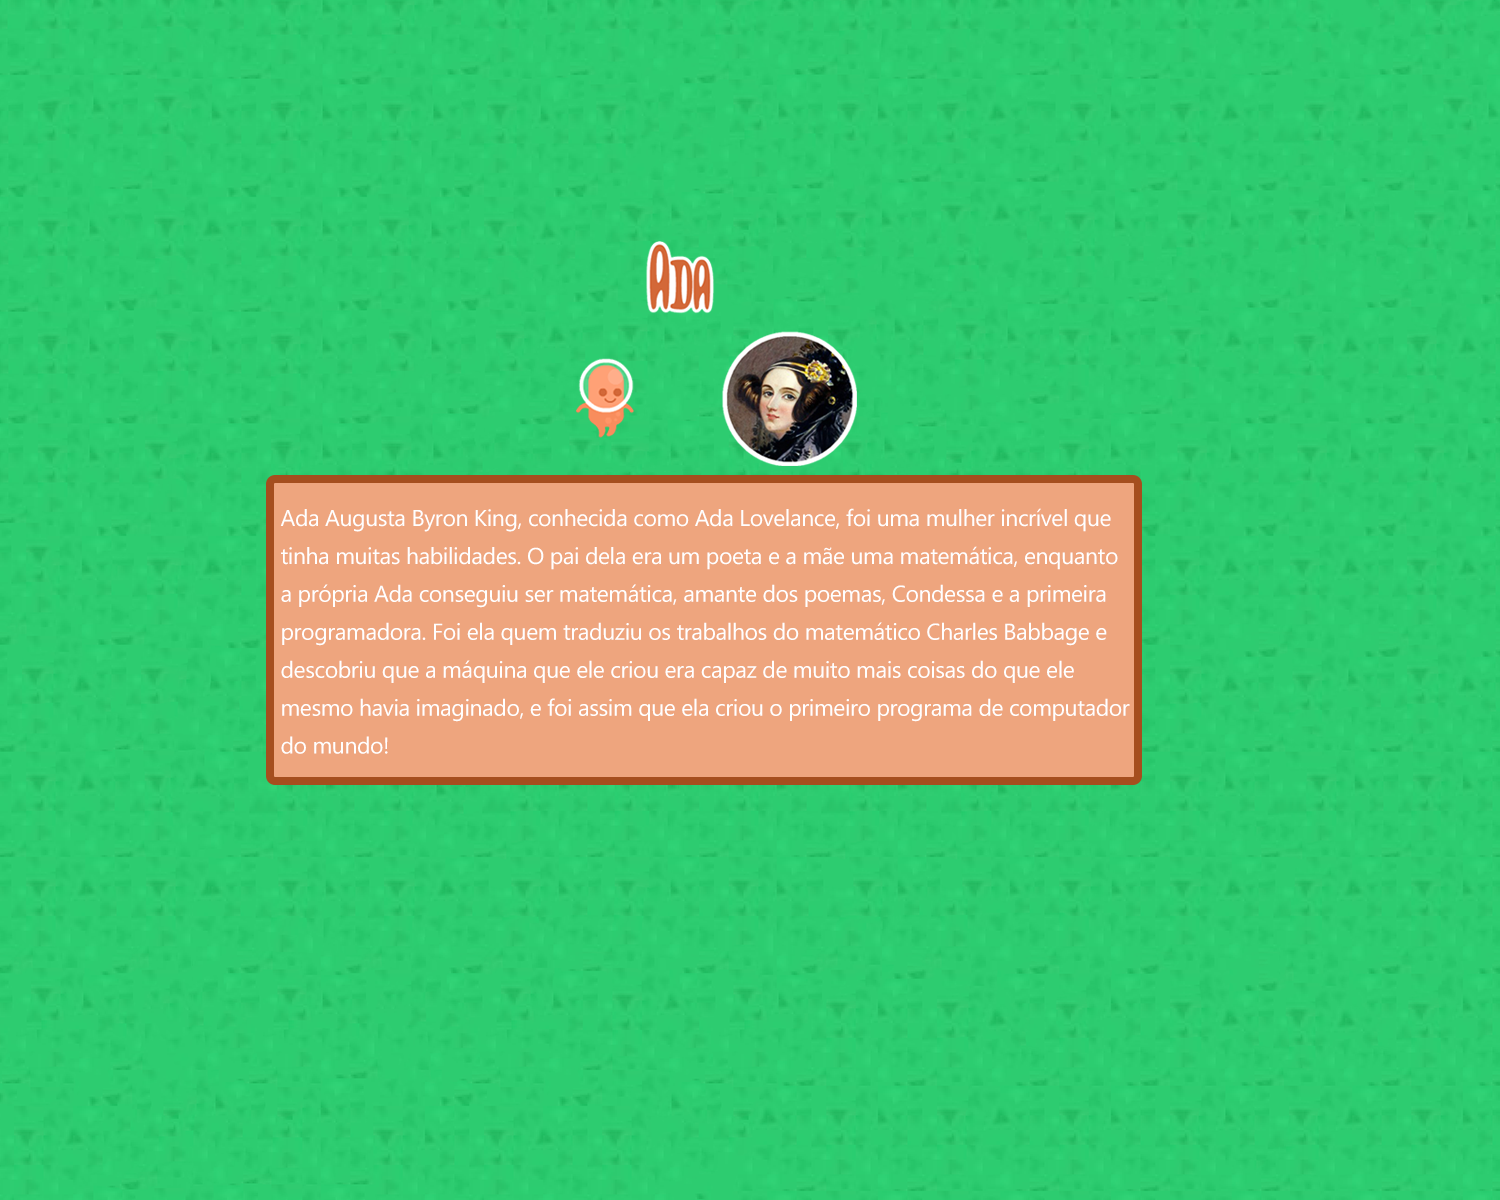 ADA
Ada Augusta Byron King, conhecida como Ada Lovelance, foi uma mulher incrível que
tinha muitas habilidades. O pai dela era um poeta e a mãe uma matemática, enquanto
a própria Ada conseguiu ser matemática, amante dos poemas, Condessa e a primeira
programadora. Foi ela quem traduziu os trabalhos do matemático Charles Babbage e
descobriu que a máquina que ele criou era capaz de muito mais coisas do que ele
mesmo havia imaginado, e foi assim que ela criou o primeiro programa de computador
do mundo!